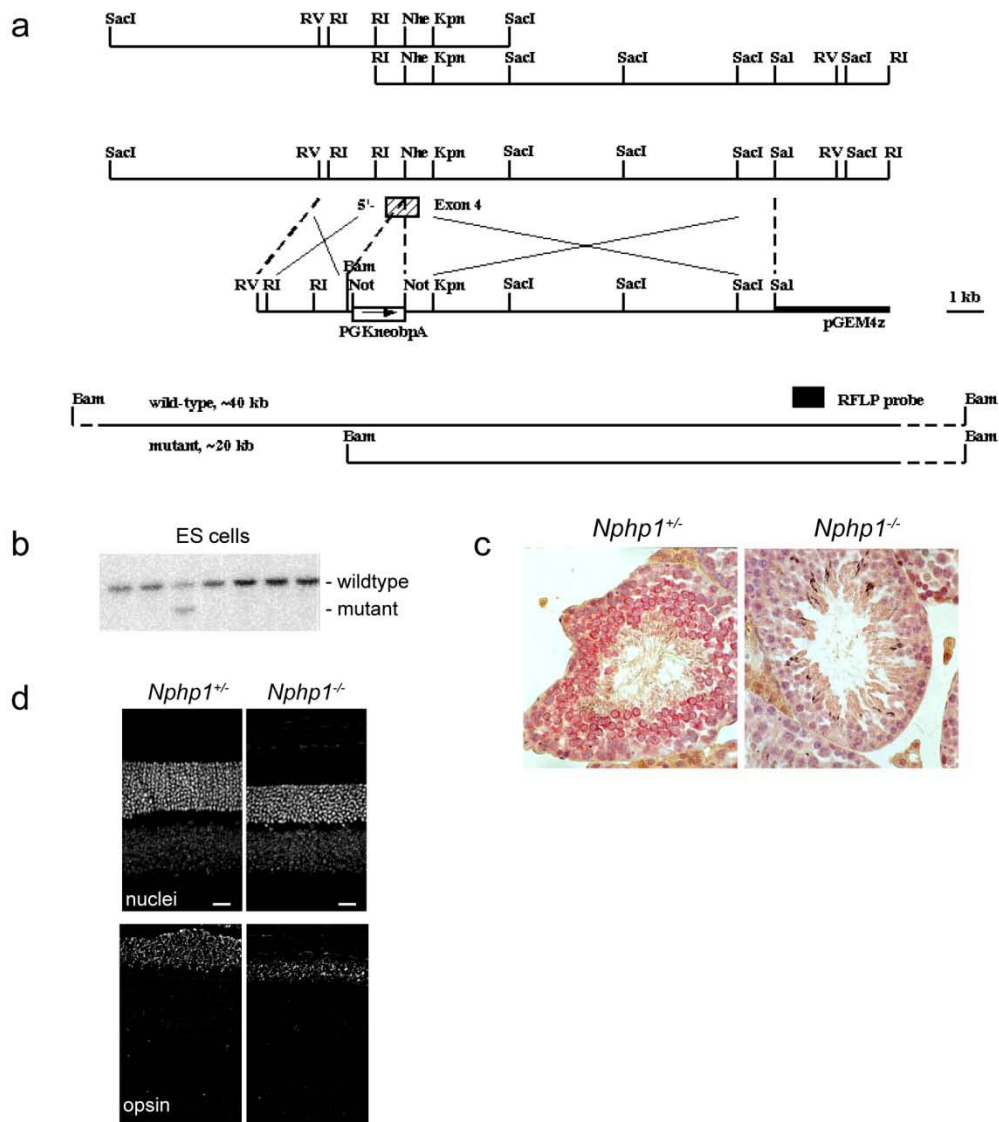 a
SacI RV RI RI Nhe Kpn SacI
RI Nhe Kpn SacI SacI SacI Sal RV SacI RI
SacI RV RI RI Nhe Kpn SacI SacI SacI Sal RV SacI RI
5'- Exon 4
Bam
RV RI RI Not Not Kpn SacI SacI SacI Sal
1 kb
PGKneobpA
pGEM4z
Bam wild-type, ~40 kb RFLP probe Bam
mutant, ~20 kb Bam Bam
b
ES cells
- wildtype
- mutant
c
Nphp1+/- Nphp1-/-
d
Nphp1+/- Nphp1-/-
nuclei
opsin